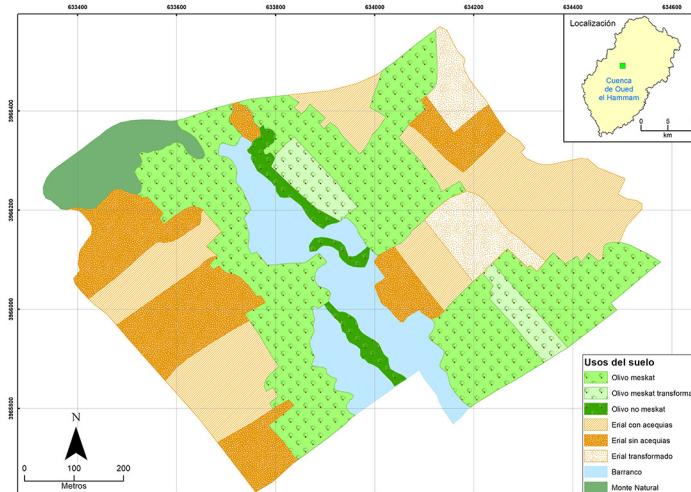 633400 633600 633800 634000 634200 634400 634600
3966400
3966200
3966000
3965800
Localización
Cuenca
de Oued
el Hammam
0 5
km
N
0 100 200
Metros
Usos del suelo
Olivo meskat
Olivo meskat transforma
Olivo no meskat
Erial con acequias
Erial sin acequias
Erial transformado
Barranco
Monte Natural